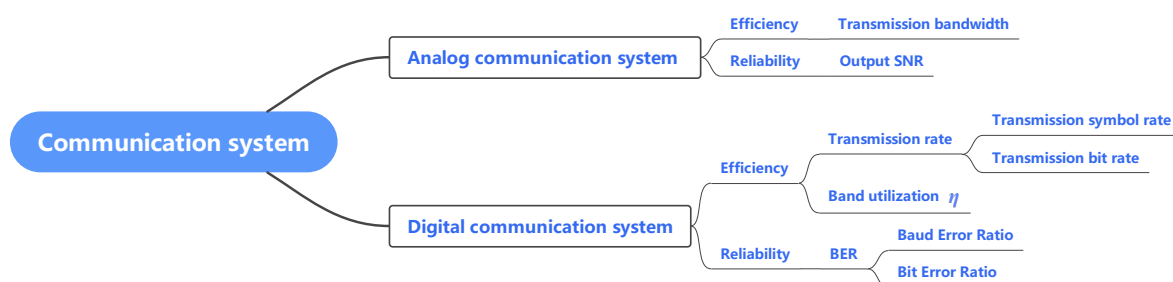 Communication system
Analog communication system
Efficiency
Transmission bandwidth
Reliability
Output SNR
Digital communication system
Efficiency
Transmission rate
Transmission symbol rate
Transmission bit rate
Band utilization η
Reliability
BER
Baud Error Ratio
Bit Error Ratio